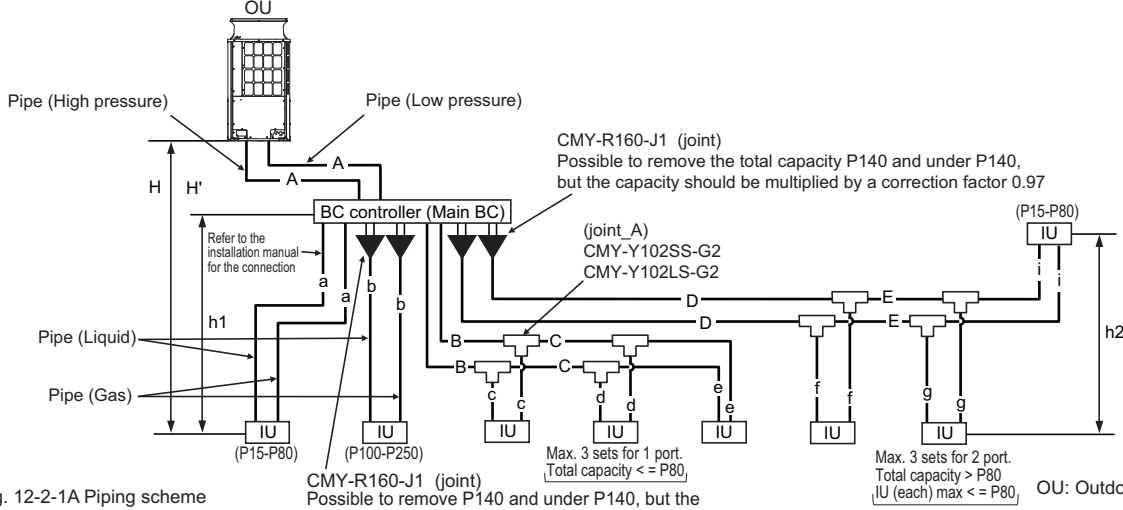 OU
Pipe (High pressure)
Pipe (Low pressure)
A
A
H
H'
CMY-R160-J1 (joint)
Possible to remove the total capacity P140 and under P140,
but the capacity should be multiplied by a correction factor 0.97
BC controller (Main BC)
Refer to the
installation manual
for the connection
(joint_A)
CMY-Y102SS-G2
CMY-Y102LS-G2
(P15-P80)
IU
a
a
b
b
i
i
D
E
D
E
h1
h2
Pipe (Liquid)
B
C
B
C
Pipe (Gas)
c
c
d
d
e
e
f
f
g
g
IU
IU
IU
IU
IU
IU
IU
(P15-P80)
(P100-P250)
Max. 3 sets for 1 port.
Total capacity < = P80
Max. 3 sets for 2 port.
Total capacity > P80
IU (each) max < = P80
CMY-R160-J1 (joint)
Possible to remove P140 and under P140, but the
g. 12-2-1A Piping scheme
OU: Outdo